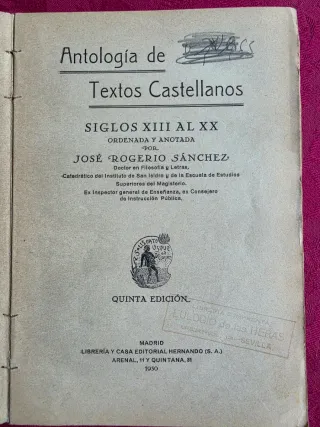 Antología de
Textos Castellanos
SIGLOS XIII AL XX
ORDENADA Y ANOTADA
POR
JOSÉ ROGERIO SÁNCHEZ
Doctor en Filosofía y Letras,
Catedrático del Instituto de San Isidro y de la Escuela de Estudios
Superiores del Magisterio.
Ex Inspector general de Enseñanza, ex Consejero
de Instrucción Pública.
QUINTA EDICIÓN
MADRID
LIBRERÍA Y CASA EDITORIAL HERNANDO (S. A.)
ARENAL, 11 Y QUINTANA, 31
1930
HERAS
SEVILLA